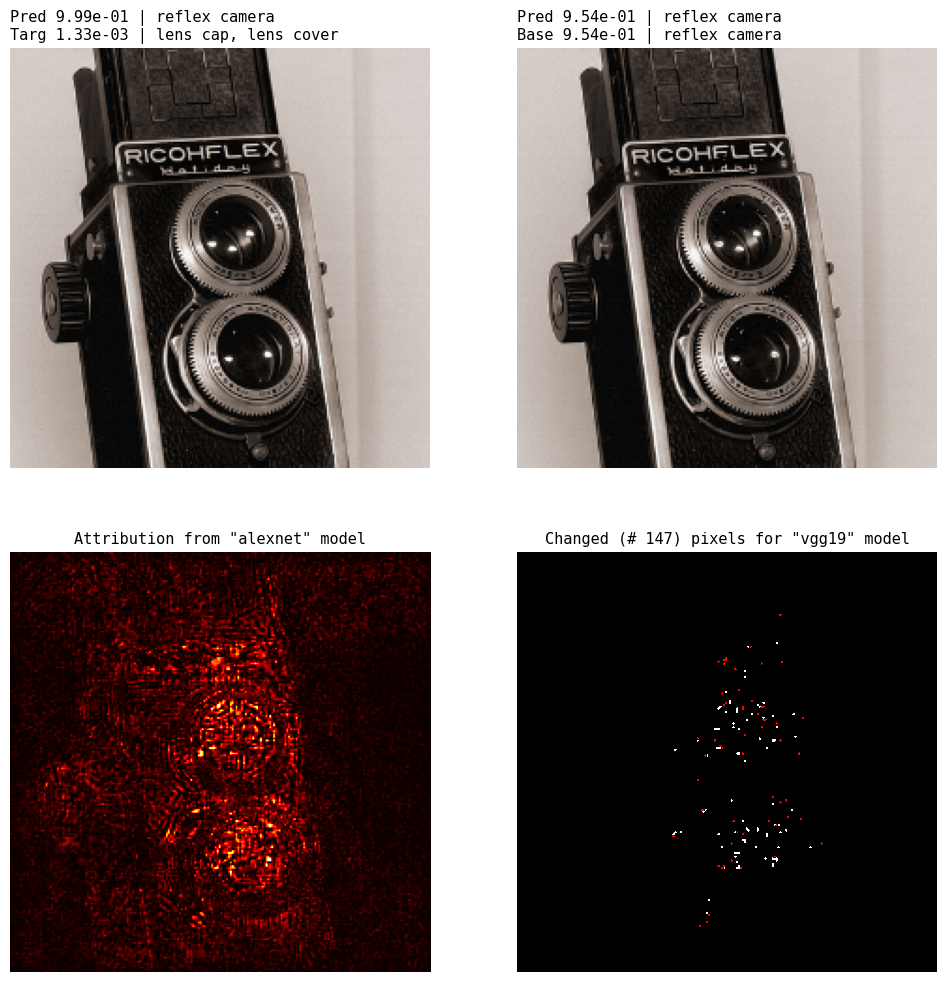 Pred 9.99e-01 | reflex camera
Targ 1.33e-03 | lens cap, lens cover
Pred 9.54e-01 | reflex camera
Base 9.54e-01 | reflex camera
RICOHFLEX
Holiday
RICOHFLEX
Holiday
Attribution from "alexnet" model
Changed (# 147) pixels for "vgg19" model